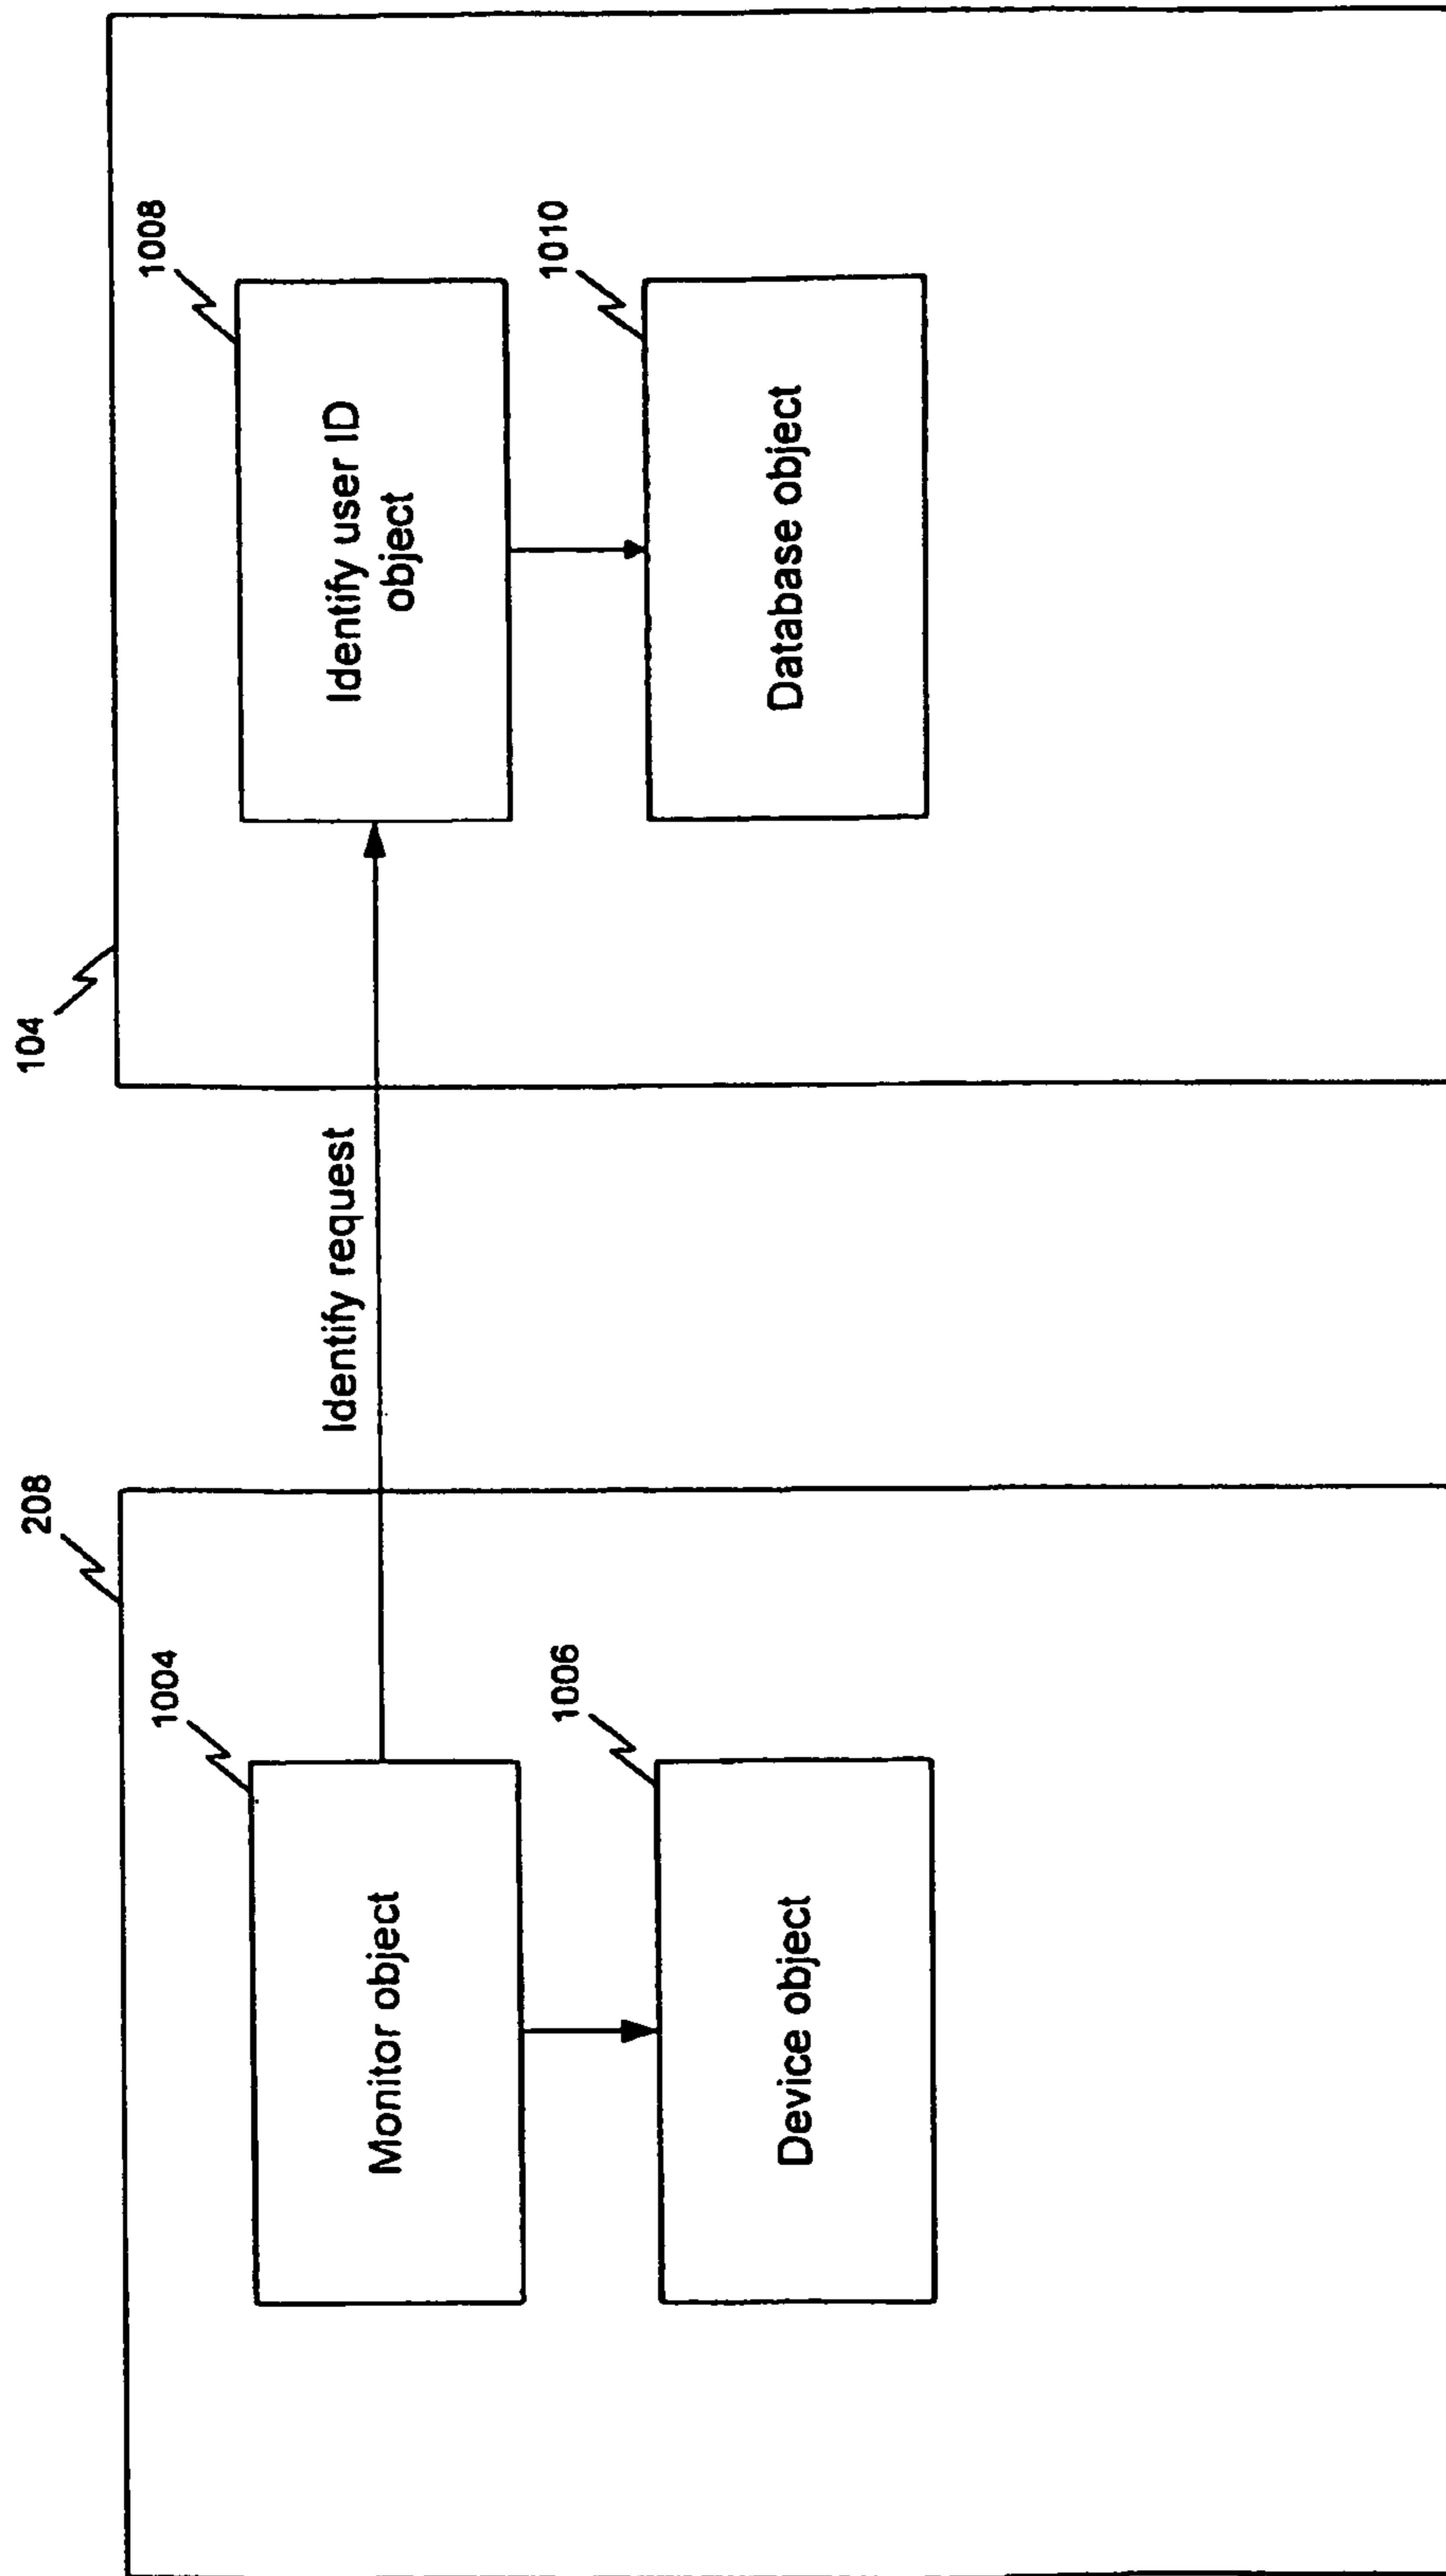 208
104
1004
Monitor object
1006
Device object
Identify request
1008
Identify user ID
object
1010
Database object